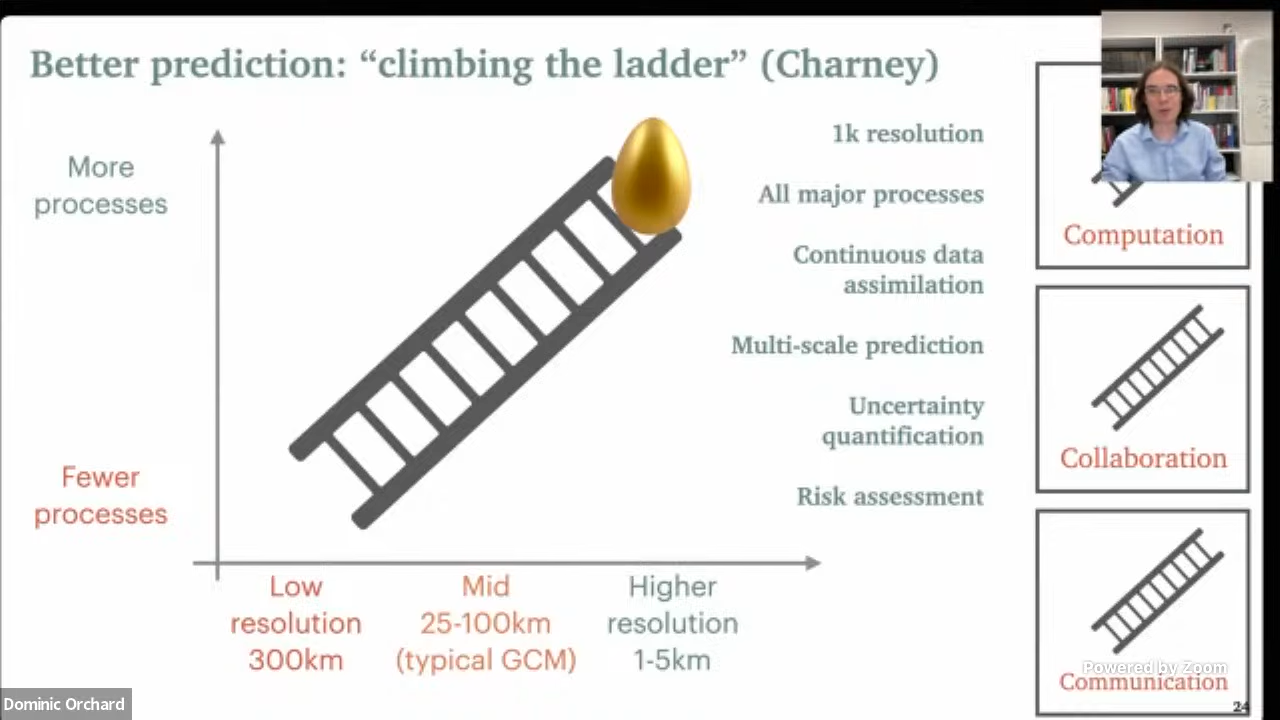 Better prediction: “climbing the ladder” (Charney)
More
processes
Fewer
processes
Low
resolution
300km
Mid
25-100km
(typical GCM)
Higher
resolution
1-5km
1k resolution
All major processes
Continuous data
assimilation
Multi-scale prediction
Uncertainty
quantification
Risk assessment
Computation
Collaboration
Communication
Powered by Zoom
24
Dominic Orchard